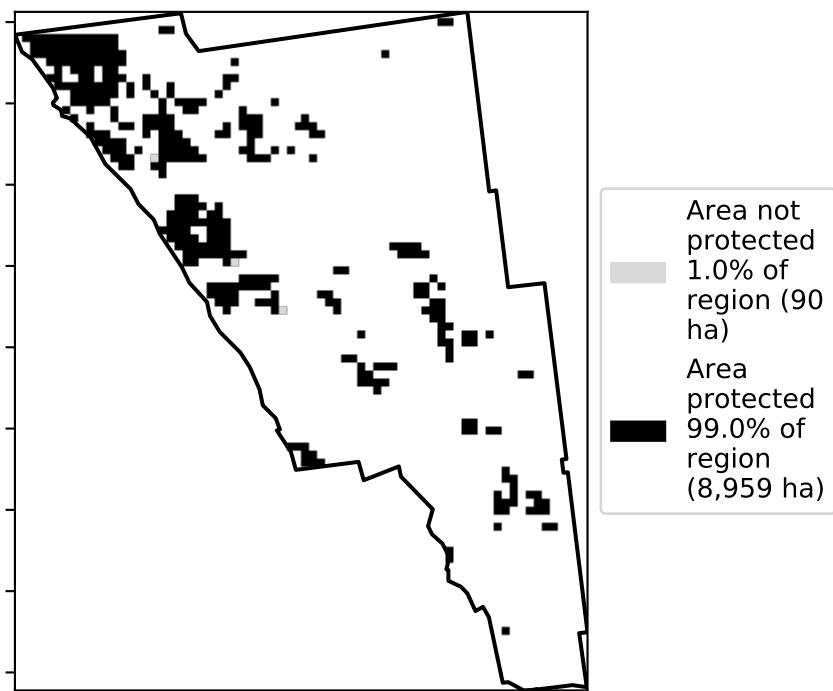 Area not
protected
1.0% of
region (90
ha)
Area
protected
99.0% of
region
(8,959 ha)